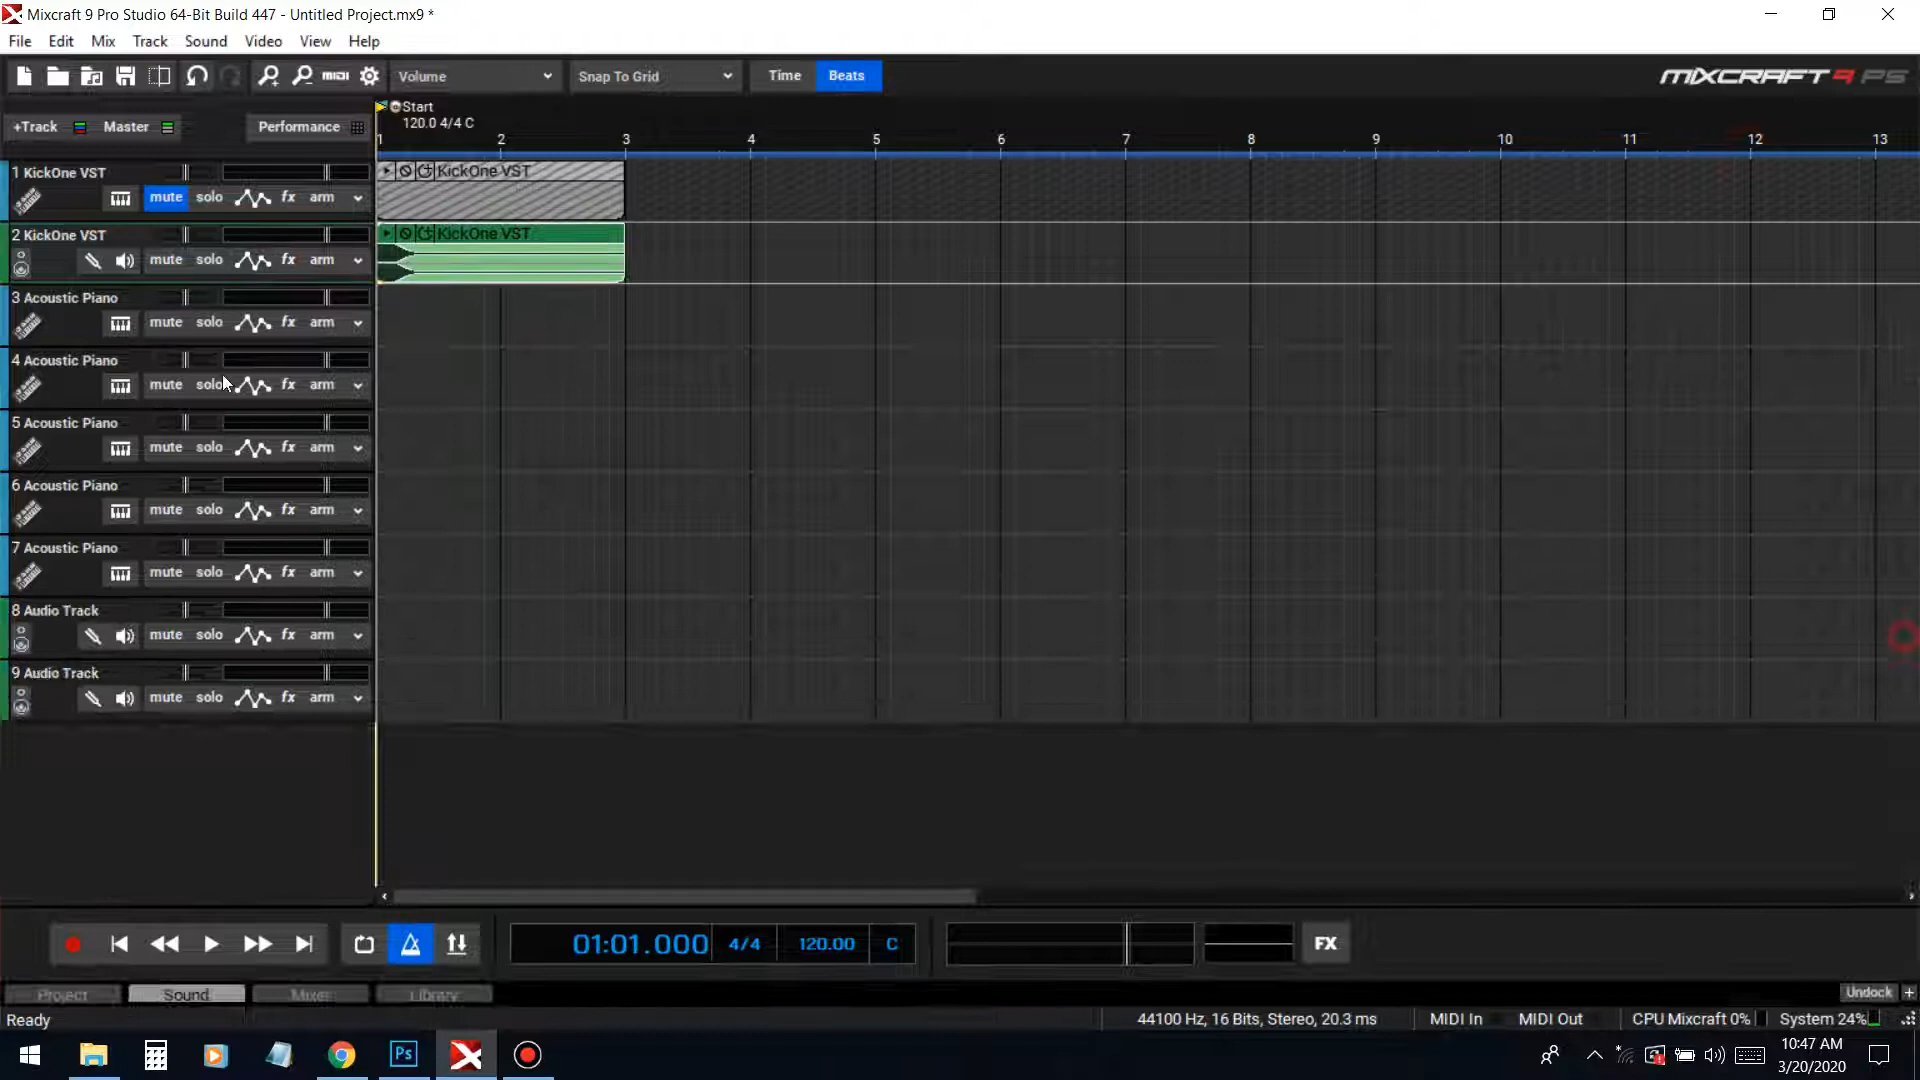 Mixcraft 9 Pro Studio 64-Bit Build 447 - Untitled Project.mx9 *
File Edit Mix Track Sound Video View Help
MIDI Volume Snap To Grid Time Beats MIXCRAFT 9 PS
+Track Master Performance
Start
120.0 4/4 C
1 2 3 4 5 6 7 8 9 10 11 12 13
1 KickOne VST
mute solo fx arm
KickOne VST
2 KickOne VST
mute solo fx arm
KickOne VST
3 Acoustic Piano
mute solo fx arm
4 Acoustic Piano
mute solo fx arm
5 Acoustic Piano
mute solo fx arm
6 Acoustic Piano
mute solo fx arm
7 Acoustic Piano
mute solo fx arm
8 Audio Track
mute solo fx arm
9 Audio Track
mute solo fx arm
01:01.000 4/4 120.00 C FX
Project Sound Mixer Library Undock +
Ready 44100 Hz, 16 Bits, Stereo, 20.3 ms MIDI In MIDI Out CPU Mixcraft 0% System 24%
Ps
10:47 AM
3/20/2020